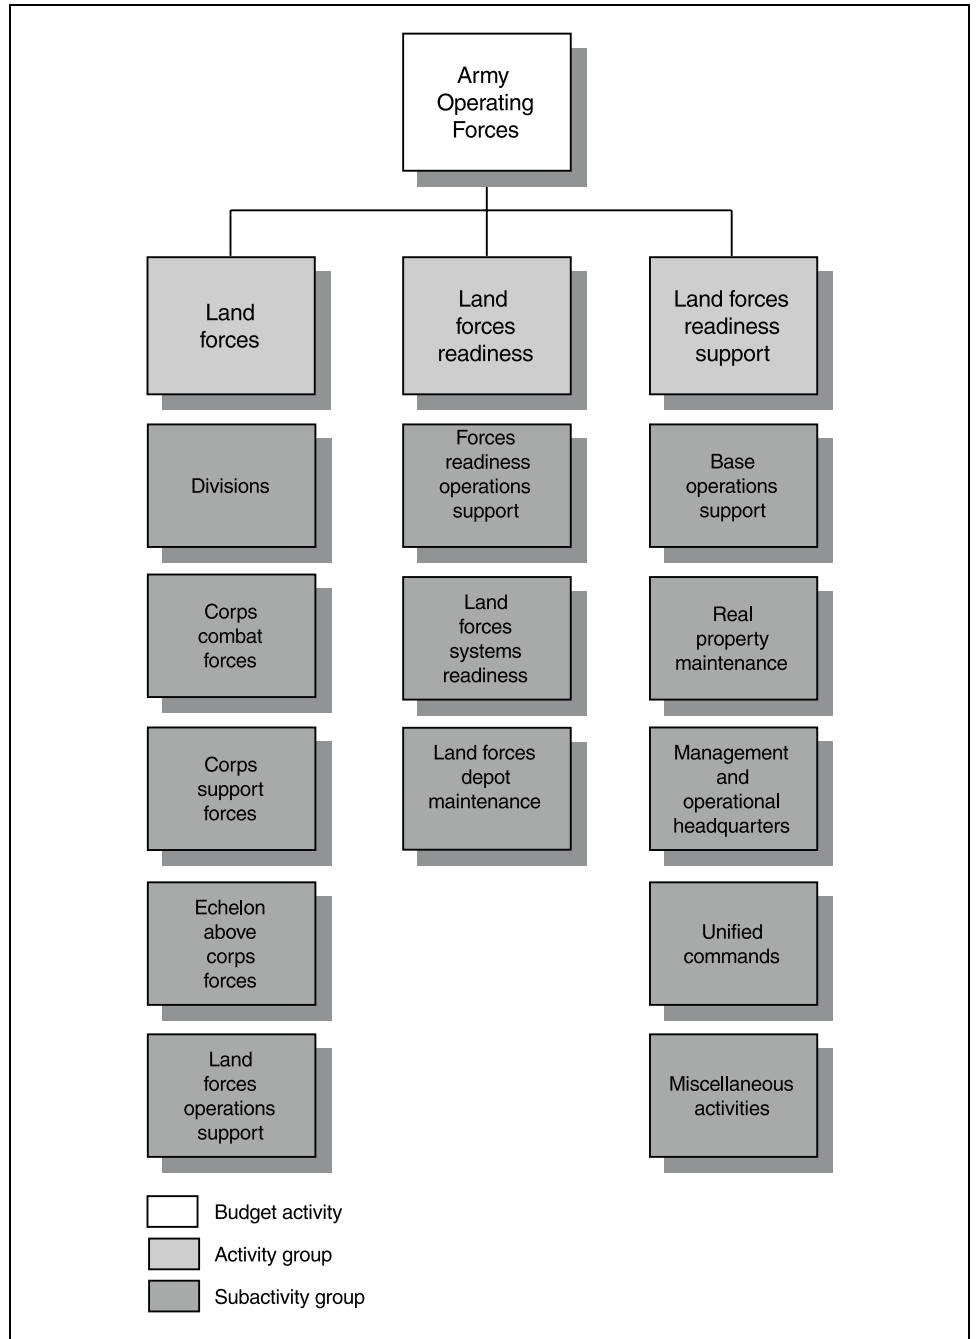 Army
Operating
Forces
Land
forces
Land
forces
readiness
Land forces
readiness
support
Divisions
Forces
readiness
operations
support
Base
operations
support
Corps
combat
forces
Land
forces
systems
readiness
Real
property
maintenance
Corps
support
forces
Land forces
depot
maintenance
Management
and
operational
headquarters
Echelon
above
corps
forces
Unified
commands
Land
forces
operations
support
Miscellaneous
activities
Budget activity
Activity group
Subactivity group